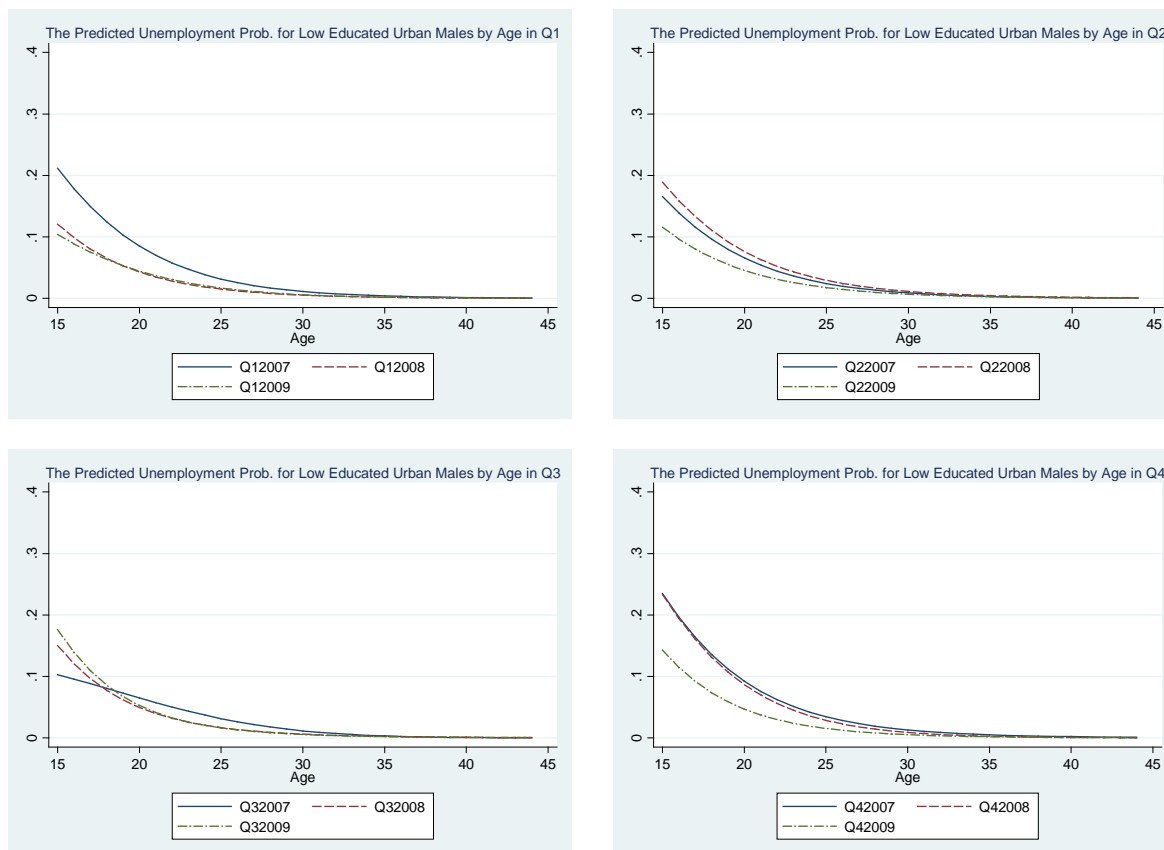 The Predicted Unemployment Prob. for Low Educated Urban Males by Age in Q1
.4
.3
.2
.1
0
15 20 25 30 35 40 45
Age
Q12007 Q12008
Q12009
The Predicted Unemployment Prob. for Low Educated Urban Males by Age in Q2
.4
.3
.2
.1
0
15 20 25 30 35 40 45
Age
Q22007 Q22008
Q22009
The Predicted Unemployment Prob. for Low Educated Urban Males by Age in Q3
.4
.3
.2
.1
0
15 20 25 30 35 40 45
Age
Q32007 Q32008
Q32009
The Predicted Unemployment Prob. for Low Educated Urban Males by Age in Q4
.4
.3
.2
.1
0
15 20 25 30 35 40 45
Age
Q42007 Q42008
Q42009